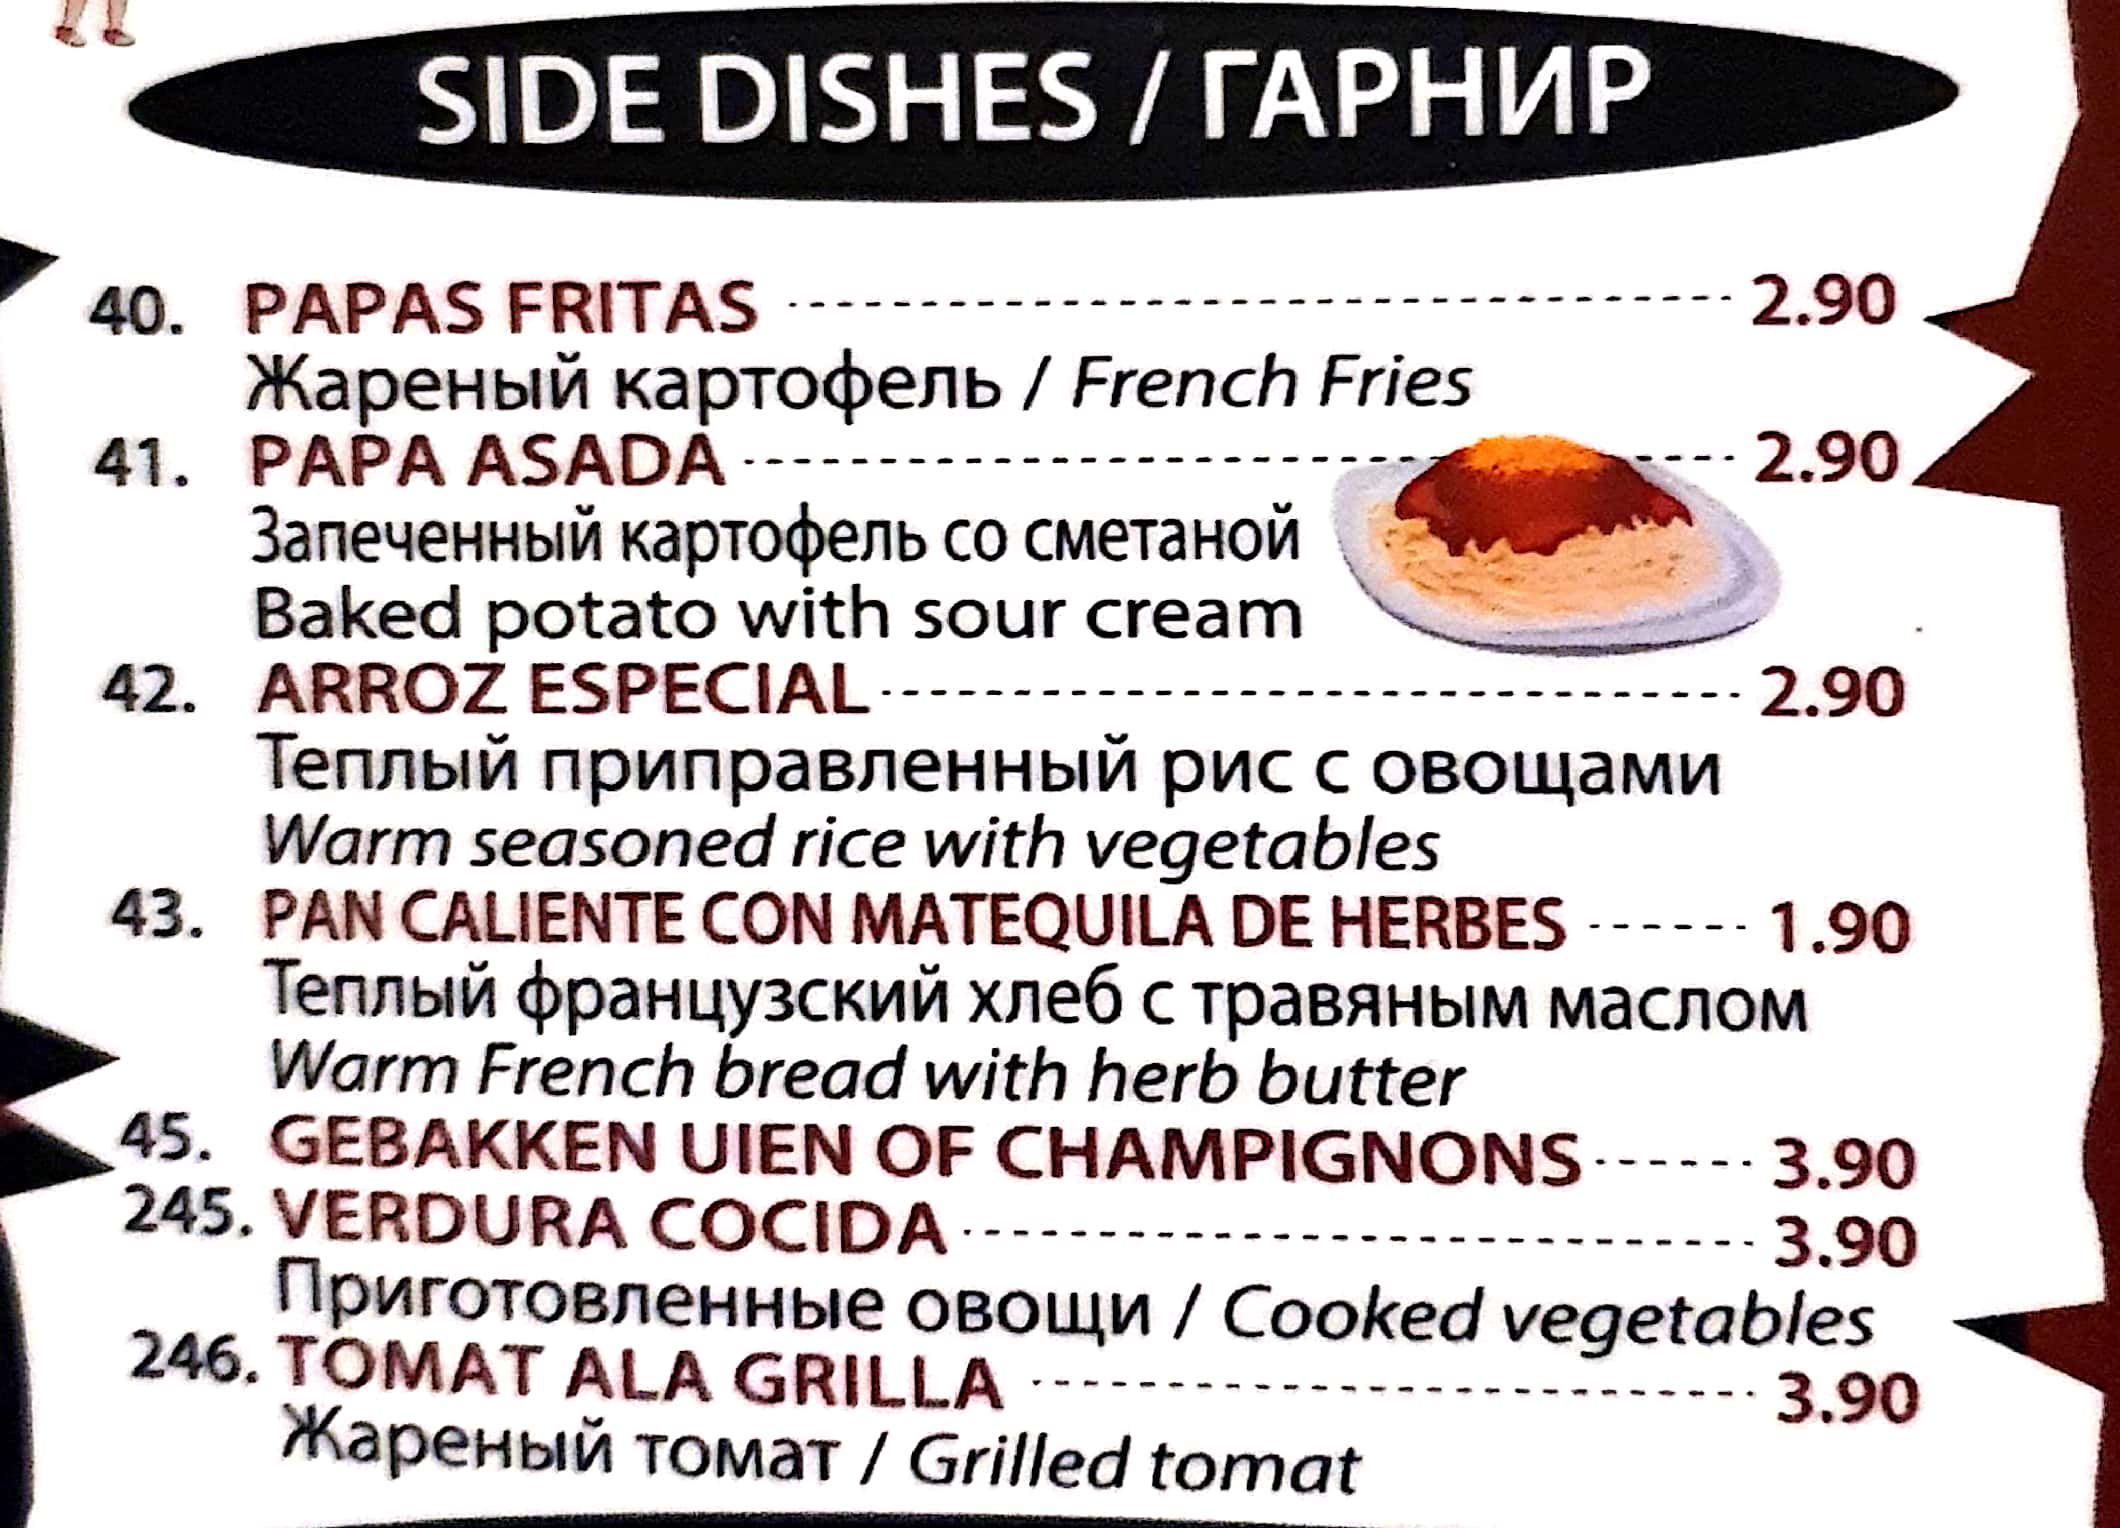 SIDE DISHES / ГАРНИР
40. PAPAS FRITAS 2.90
Жареный картофель / French Fries
41. PAPA ASADA 2.90
Запеченный картофель со сметаной
Baked potato with sour cream
42. ARROZ ESPECIAL 2.90
Теплый приправленный рис с овощами
Warm seasoned rice with vegetables
43. PAN CALIENTE CON MATEQUILA DE HERBES 1.90
Теплый французский хлеб с травяным маслом
Warm French bread with herb butter
45. GEBAKKEN UIEN OF CHAMPIGNONS 3.90
245. VERDURA COCIDA 3.90
Приготовленные овощи / Cooked vegetables
246. TOMAT ALA GRILLA 3.90
Жареный томат / Grilled tomat